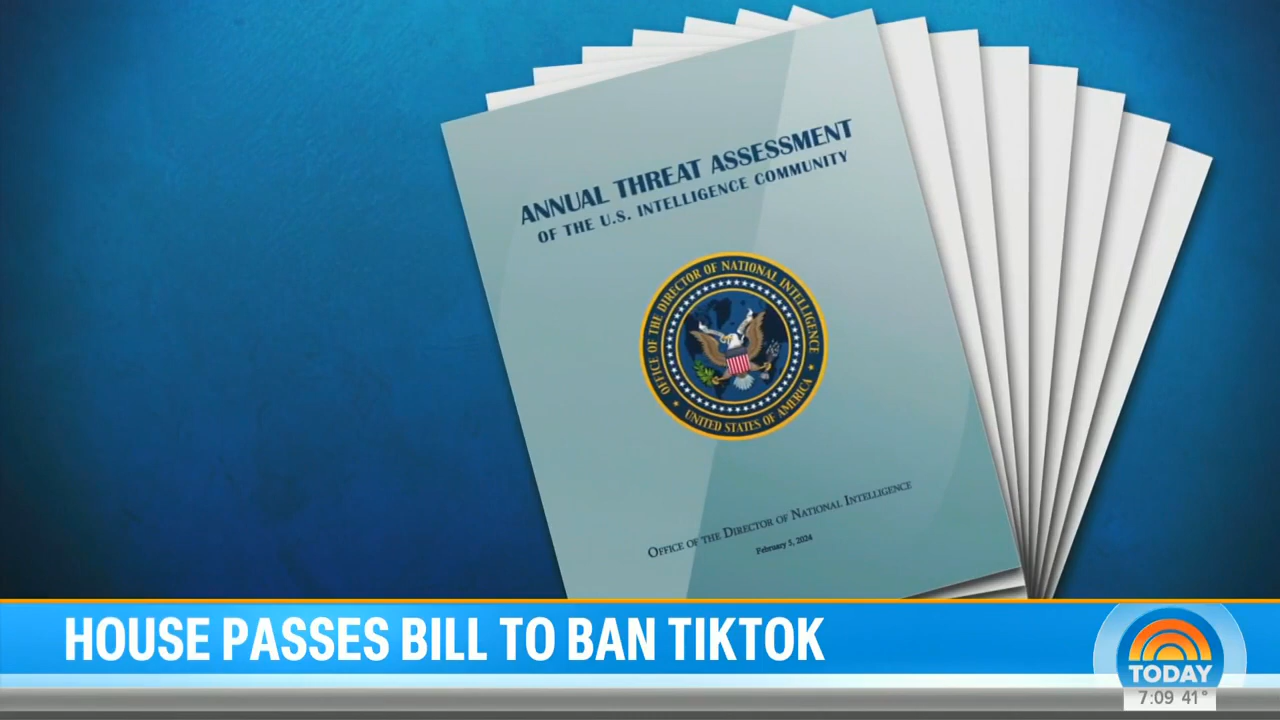 ANNUAL THREAT ASSESSMENT
OF THE U.S. INTELLIGENCE COMMUNITY
OFFICE OF THE DIRECTOR OF NATIONAL INTELLIGENCE
UNITED STATES OF AMERICA
OFFICE OF THE DIRECTOR OF NATIONAL INTELLIGENCE
February 5, 2024
HOUSE PASSES BILL TO BAN TIKTOK
TODAY
7:09 41°